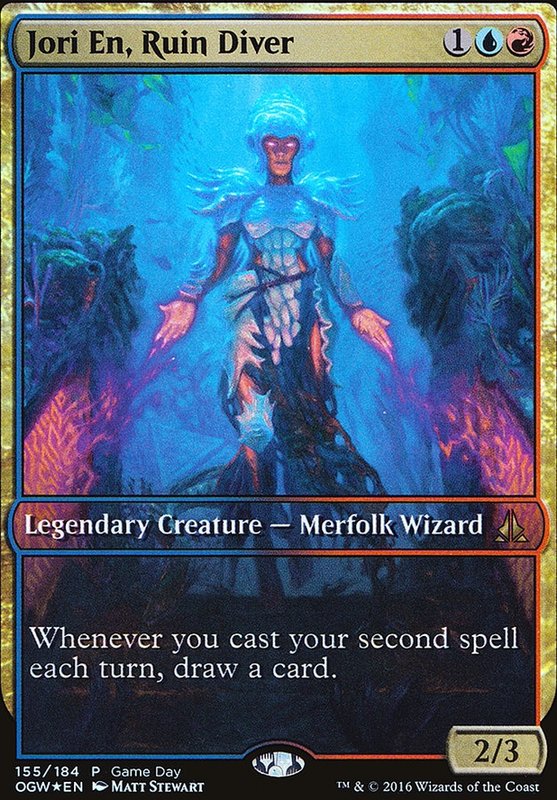 Jori En, Ruin Diver 1
Legendary Creature — Merfolk Wizard
Whenever you cast your second spell
each turn, draw a card.
2/3
155/184 P Game Day
OGW★EN Matt Stewart ™ & © 2016 Wizards of the Coast